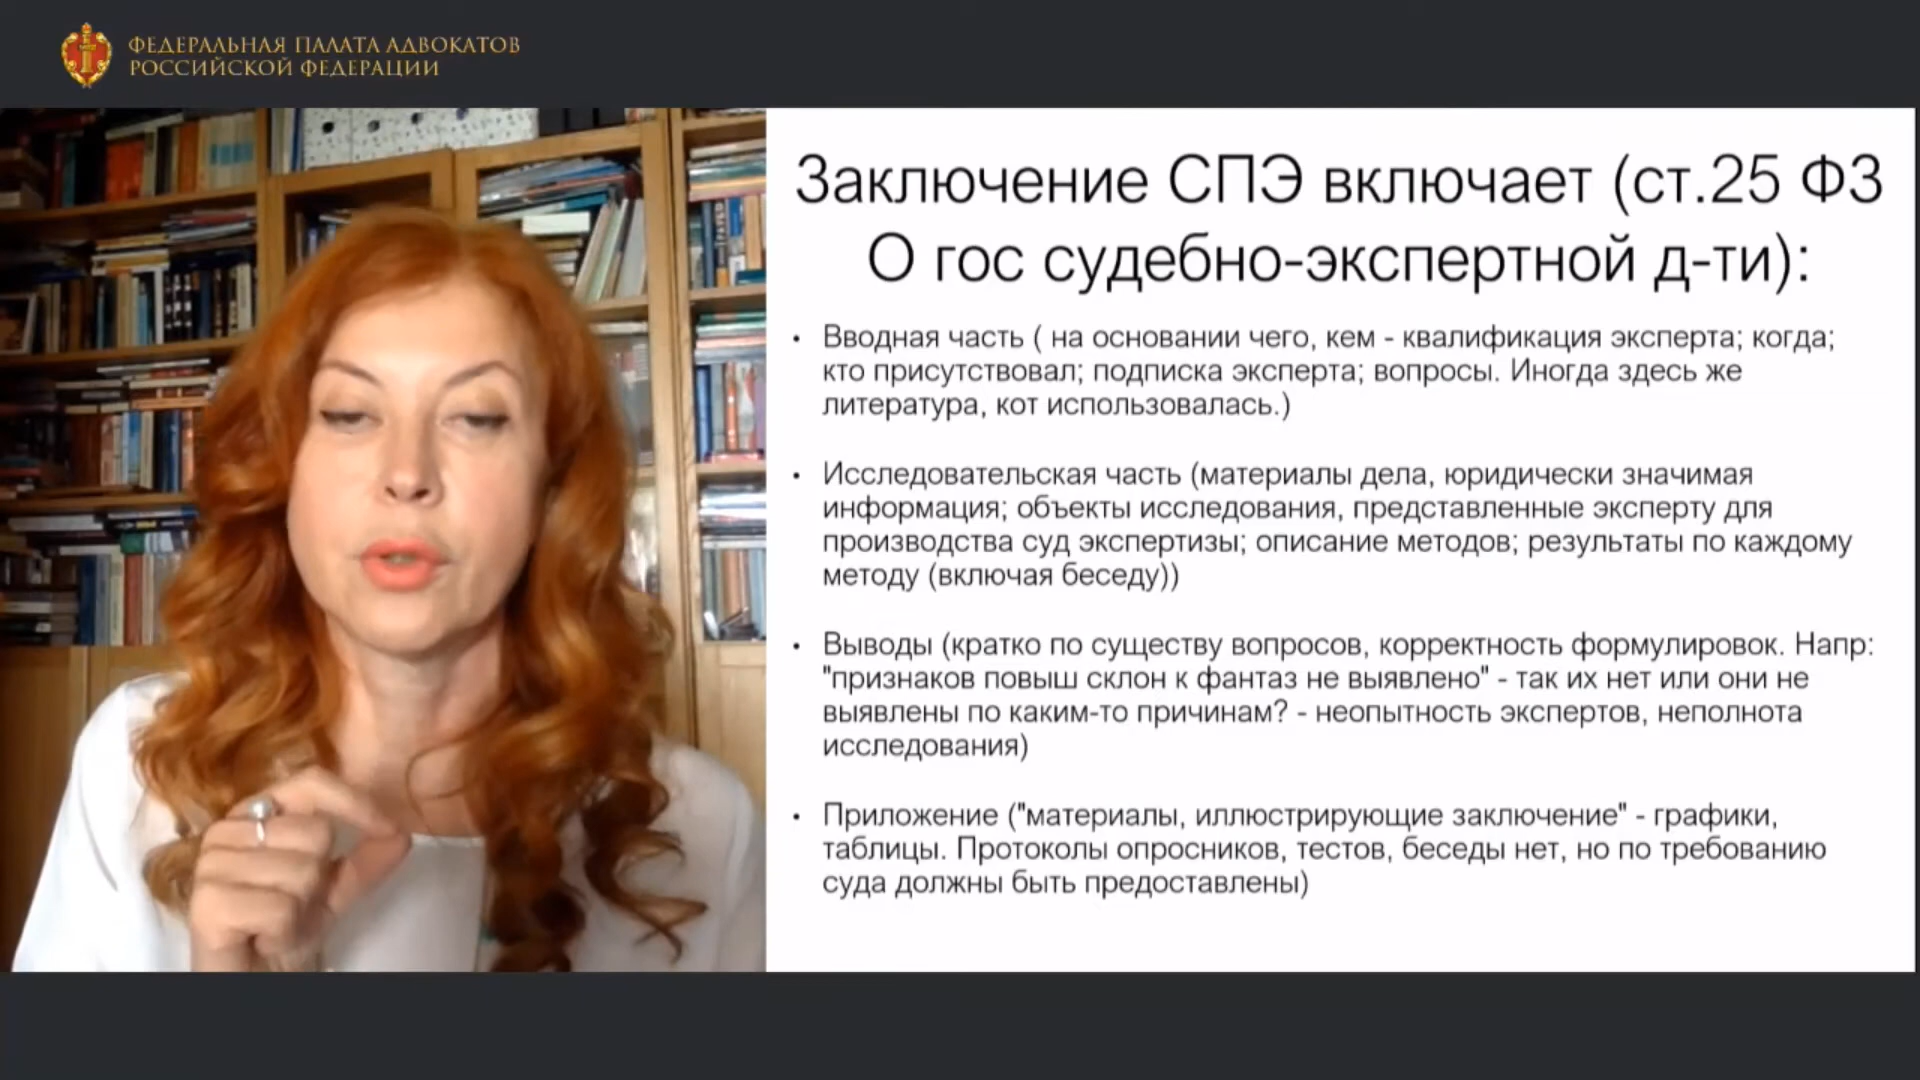 ФЕДЕРАЛЬНАЯ ПАЛАТА АДВОКАТОВ
РОССИЙСКОЙ ФЕДЕРАЦИИ
Заключение СПЭ включает (ст.25 ФЗ
О гос судебно-экспертной д-ти):
• Вводная часть ( на основании чего, кем - квалификация эксперта; когда;
кто присутствовал; подписка эксперта; вопросы. Иногда здесь же
литература, кот использовалась.)
• Исследовательская часть (материалы дела, юридически значимая
информация; объекты исследования, представленные эксперту для
производства суд экспертизы; описание методов; результаты по каждому
методу (включая беседу))
• Выводы (кратко по существу вопросов, корректность формулировок. Напр:
"признаков повыш склон к фантаз не выявлено" - так их нет или они не
выявлены по каким-то причинам? - неопытность экспертов, неполнота
исследования)
• Приложение ("материалы, иллюстрирующие заключение" - графики,
таблицы. Протоколы опросников, тестов, беседы нет, но по требованию
суда должны быть предоставлены)